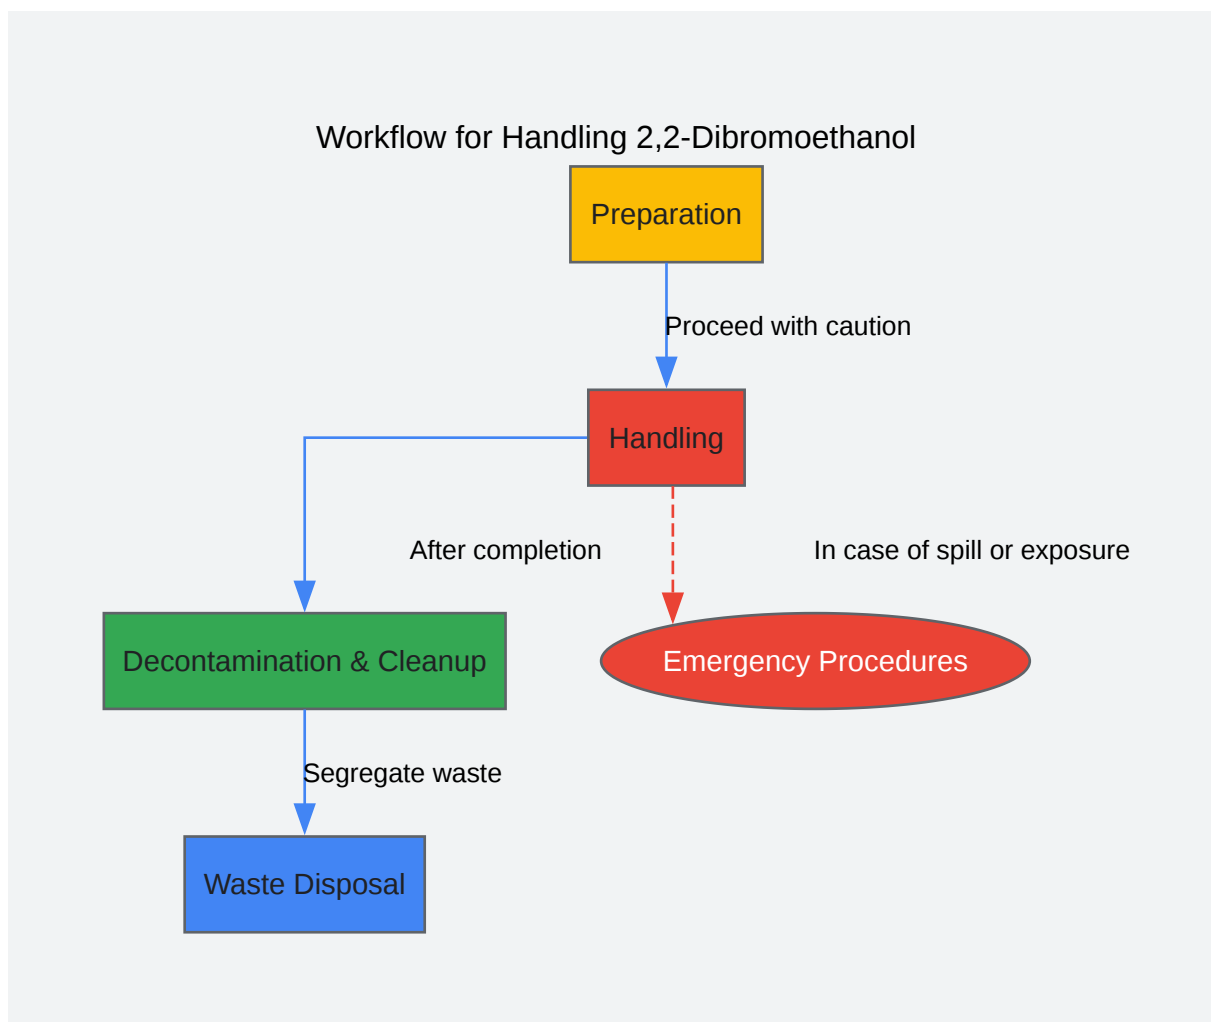 Workflow for Handling 2,2-Dibromoethanol
Preparation
Proceed with caution
Handling
After completion
In case of spill or exposure
Decontamination & Cleanup
Emergency Procedures
Segregate waste
Waste Disposal